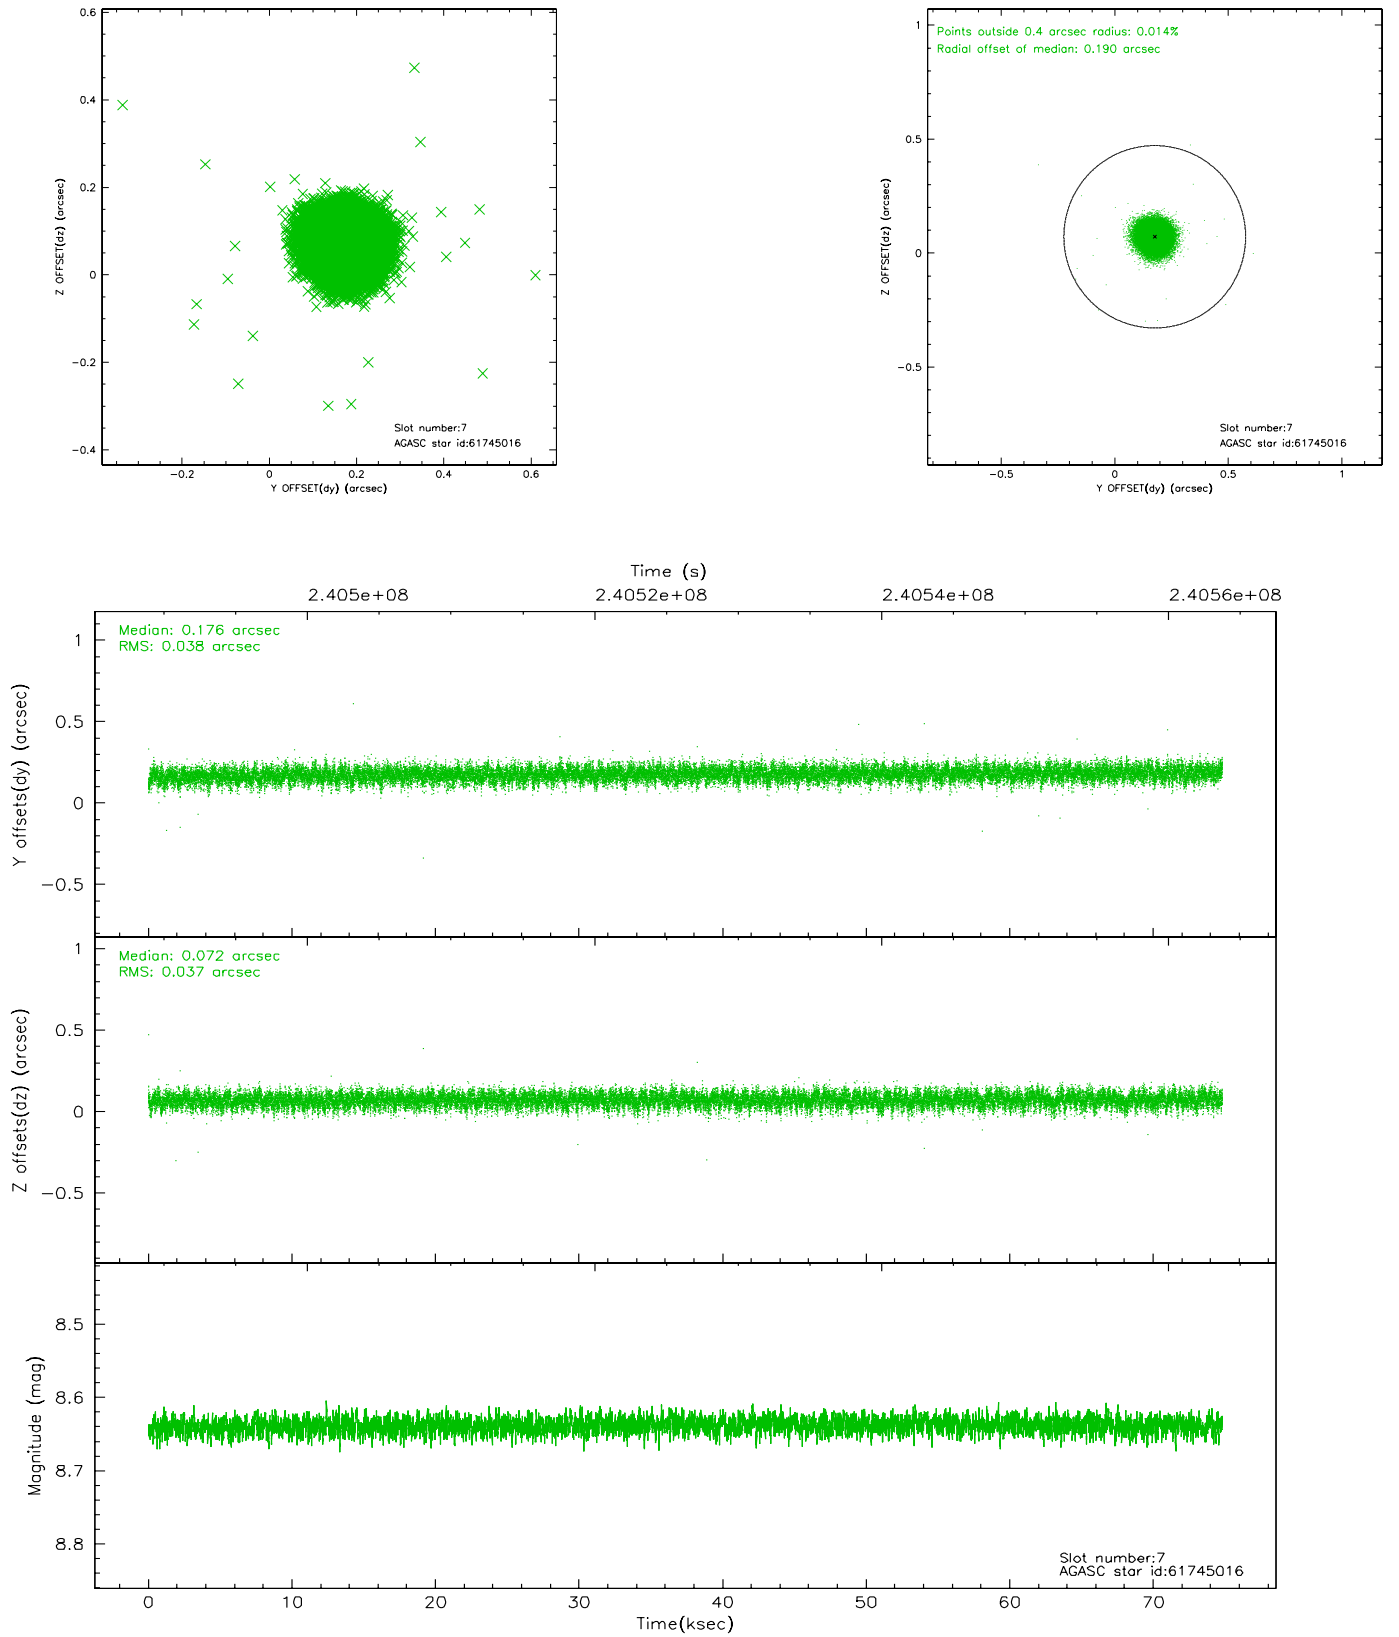 0.6
0.4
0.2
0
−0.2
−0.4
Z OFFSET(dz) (arcsec)
−0.2 0 0.2 0.4 0.6
Y OFFSET(dy) (arcsec)
Slot number:7
AGASC star id:61745016
Points outside 0.4 arcsec radius: 0.014%
Radial offset of median: 0.190 arcsec
1
0.5
0
−0.5
Z OFFSET(dz) (arcsec)
−0.5 0 0.5 1
Y OFFSET(dy) (arcsec)
Slot number:7
AGASC star id:61745016
Time (s)
2.405e+08 2.4052e+08 2.4054e+08 2.4056e+08
Median: 0.176 arcsec
RMS: 0.038 arcsec
1
0.5
0
−0.5
Y offsets(dy) (arcsec)
Median: 0.072 arcsec
RMS: 0.037 arcsec
1
0.5
0
−0.5
Z offsets(dz) (arcsec)
8.5
8.6
8.7
8.8
Magnitude (mag)
Slot number:7
AGASC star id:61745016
0 10 20 30 40 50 60 70
Time(ksec)